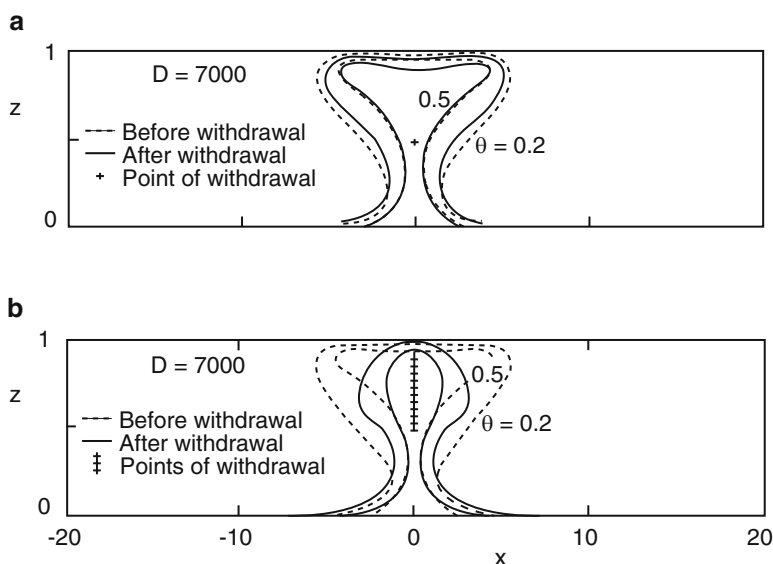 a
1
D = 7000
z
0.5
Before withdrawal
θ = 0.2
After withdrawal
Point of withdrawal
0
b
1
D = 7000
0.5
z
Before withdrawal
θ = 0.2
After withdrawal
Points of withdrawal
0
-20 -10 0 10 20
x